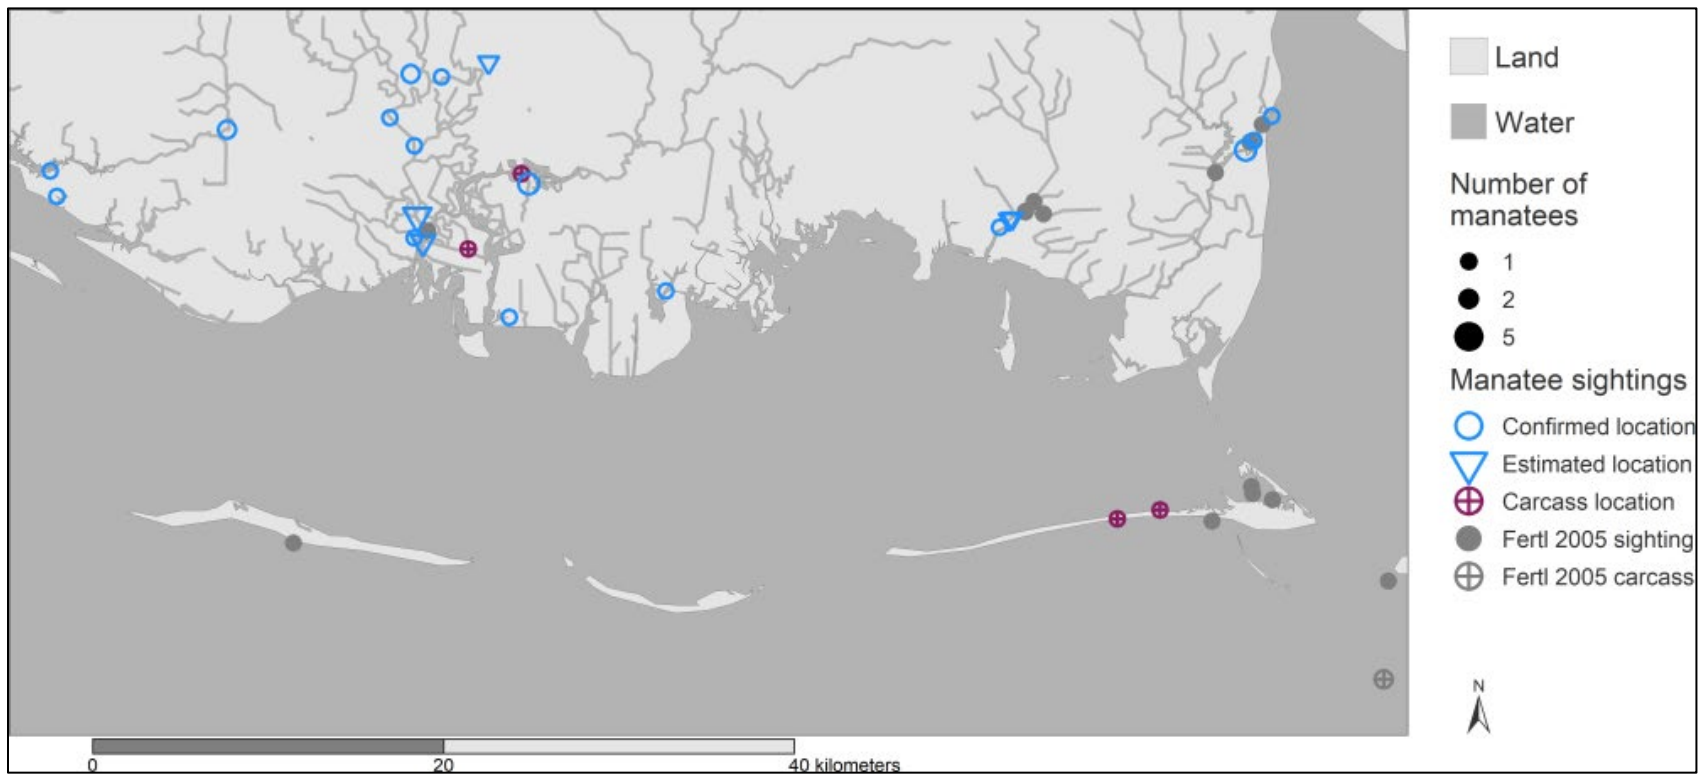 Land
Water
Number of
manatees
1
2
5
Manatee sightings
Confirmed location
Estimated location
Carcass location
Fertl 2005 sighting
Fertl 2005 carcass
N
0 20 40 kilometers